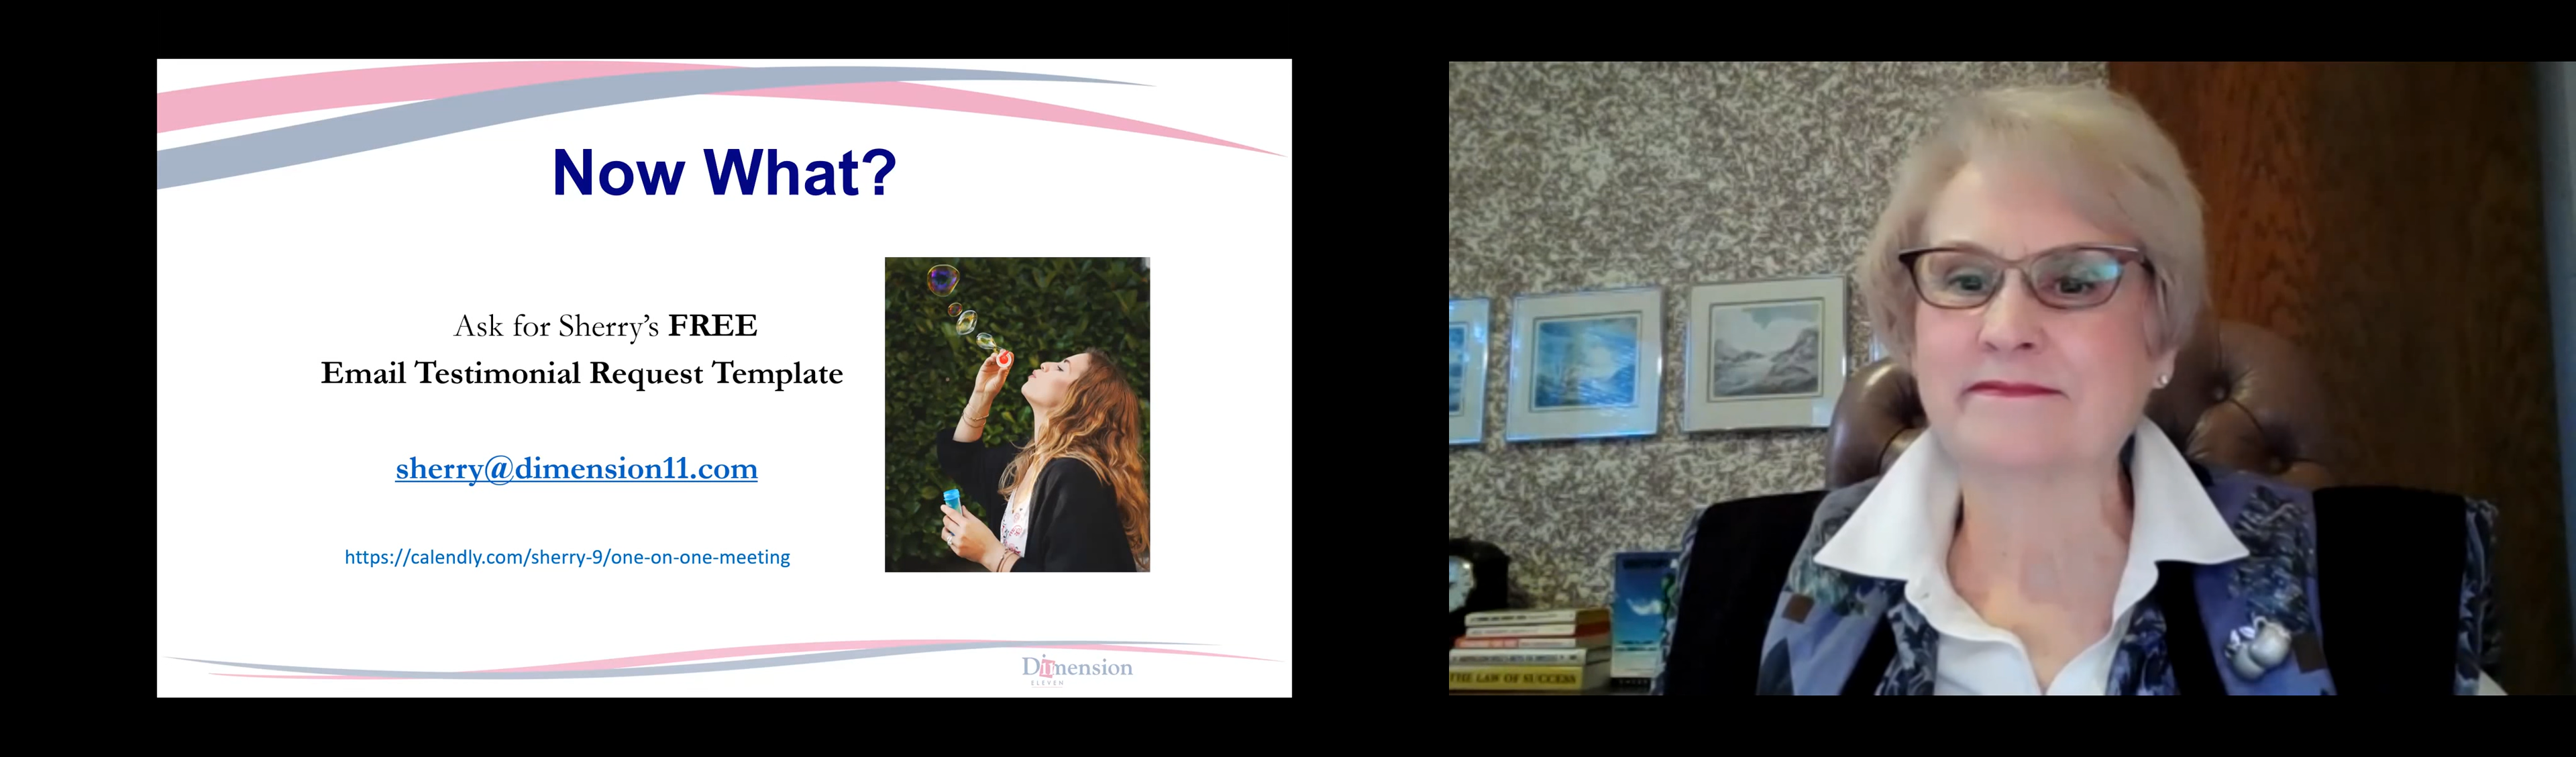 Now What?
Ask for Sherry’s FREE
Email Testimonial Request Template
sherry@dimension11.com
https://calendly.com/sherry-9/one-on-one-meeting
Dimension
ELEVEN
THE LAW OF SUCCESS